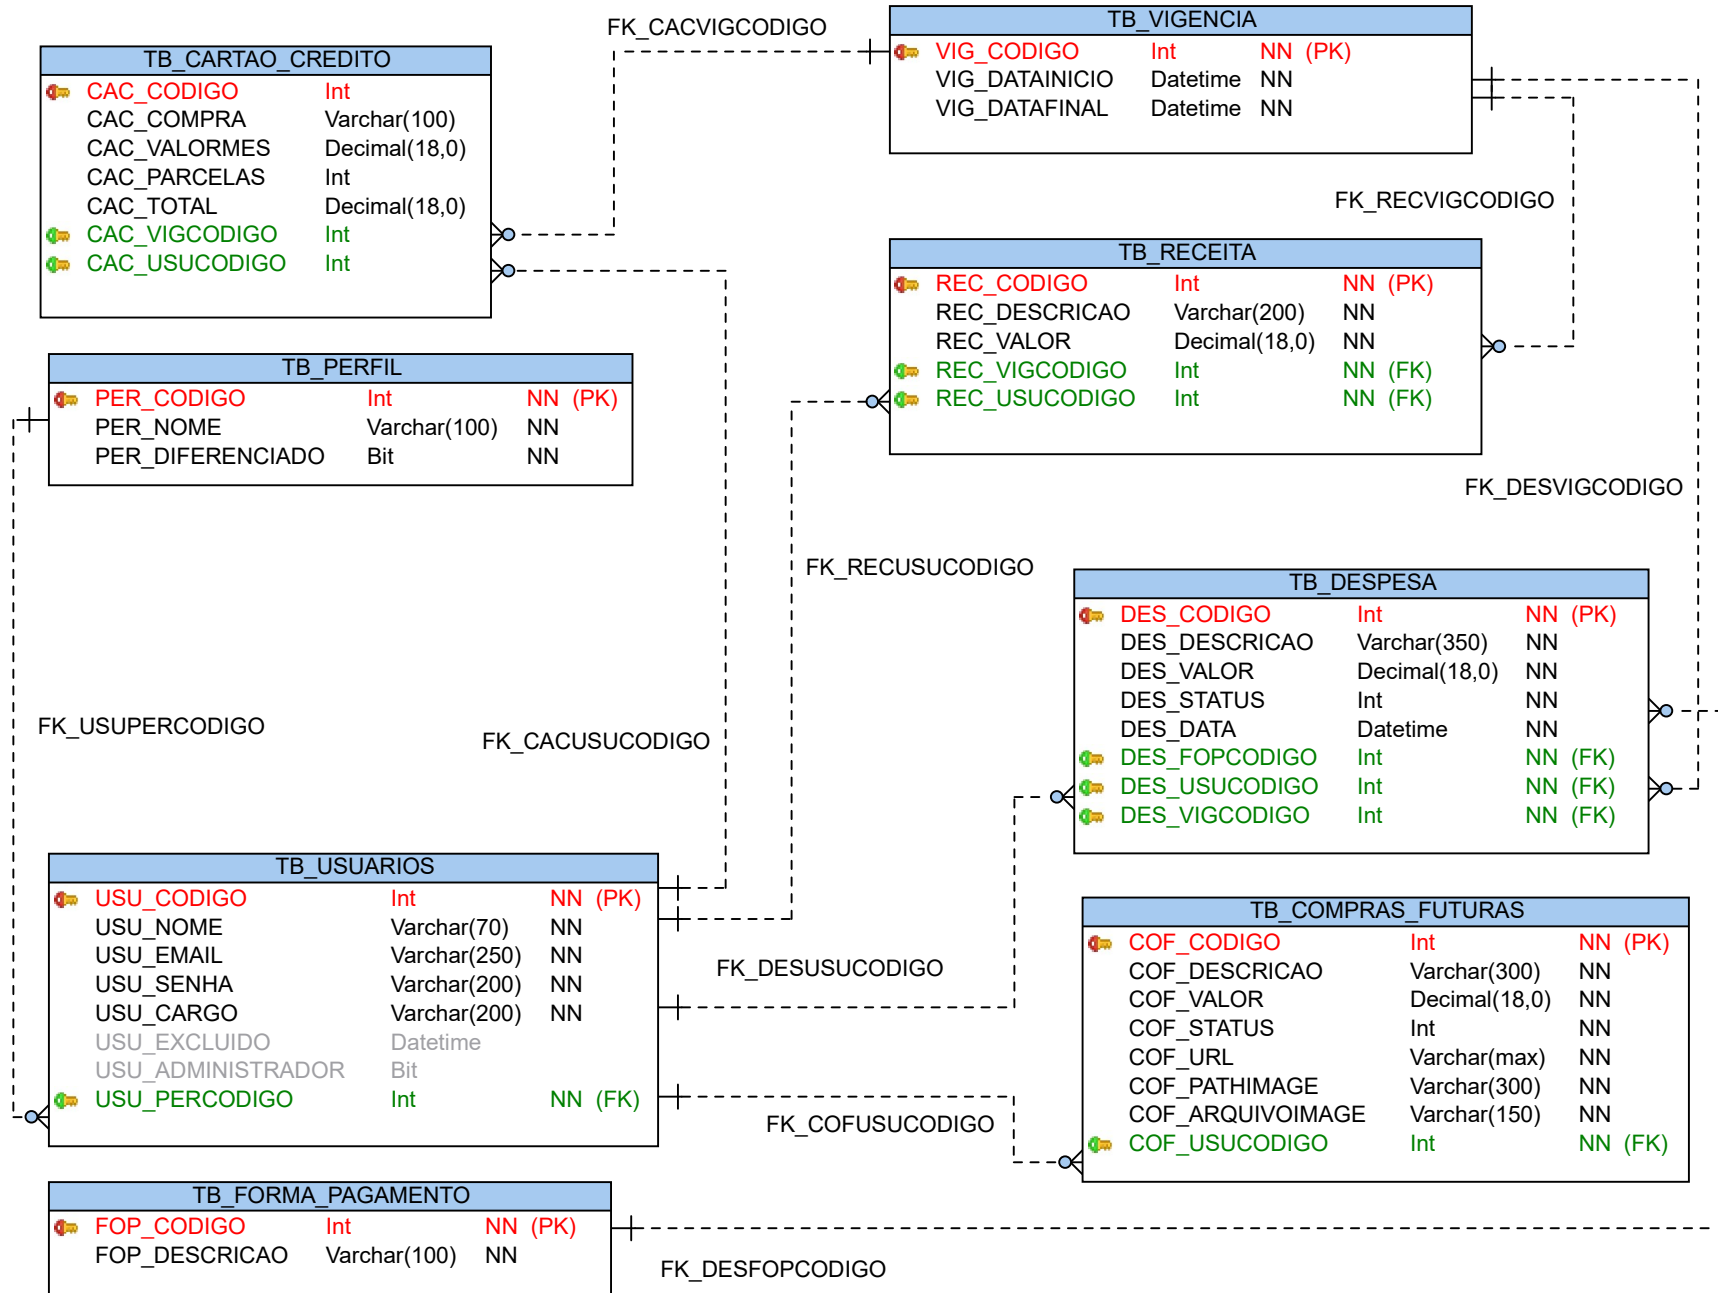 FK_CACVIGCODIGO
TB_VIGENCIA
VIG_CODIGO Int NN (PK)
VIG_DATAINICIO Datetime NN
VIG_DATAFINAL Datetime NN
TB_CARTAO_CREDITO
CAC_CODIGO Int
CAC_COMPRA Varchar(100)
CAC_VALORMES Decimal(18,0)
CAC_PARCELAS Int
CAC_TOTAL Decimal(18,0)
CAC_VIGCODIGO Int
CAC_USUCODIGO Int
FK_RECVIGCODIGO
TB_RECEITA
REC_CODIGO Int NN (PK)
REC_DESCRICAO Varchar(200) NN
REC_VALOR Decimal(18,0) NN
REC_VIGCODIGO Int NN (FK)
REC_USUCODIGO Int NN (FK)
TB_PERFIL
PER_CODIGO Int NN (PK)
PER_NOME Varchar(100) NN
PER_DIFERENCIADO Bit NN
FK_DESVIGCODIGO
FK_RECUSUCODIGO
TB_DESPESA
DES_CODIGO Int NN (PK)
DES_DESCRICAO Varchar(350) NN
DES_VALOR Decimal(18,0) NN
DES_STATUS Int NN
DES_DATA Datetime NN
DES_FOPCODIGO Int NN (FK)
DES_USUCODIGO Int NN (FK)
DES_VIGCODIGO Int NN (FK)
FK_USUPERCODIGO
FK_CACUSUCODIGO
TB_USUARIOS
USU_CODIGO Int NN (PK)
USU_NOME Varchar(70) NN
USU_EMAIL Varchar(250) NN
USU_SENHA Varchar(200) NN
USU_CARGO Varchar(200) NN
USU_EXCLUIDO Datetime
USU_ADMINISTRADOR Bit
USU_PERCODIGO Int NN (FK)
FK_DESUSUCODIGO
TB_COMPRAS_FUTURAS
COF_CODIGO Int NN (PK)
COF_DESCRICAO Varchar(300) NN
COF_VALOR Decimal(18,0) NN
COF_STATUS Int NN
COF_URL Varchar(max) NN
COF_PATHIMAGE Varchar(300) NN
COF_ARQUIVOIMAGE Varchar(150) NN
COF_USUCODIGO Int NN (FK)
FK_COFUSUCODIGO
TB_FORMA_PAGAMENTO
FOP_CODIGO Int NN (PK)
FOP_DESCRICAO Varchar(100) NN
FK_DESFOPCODIGO